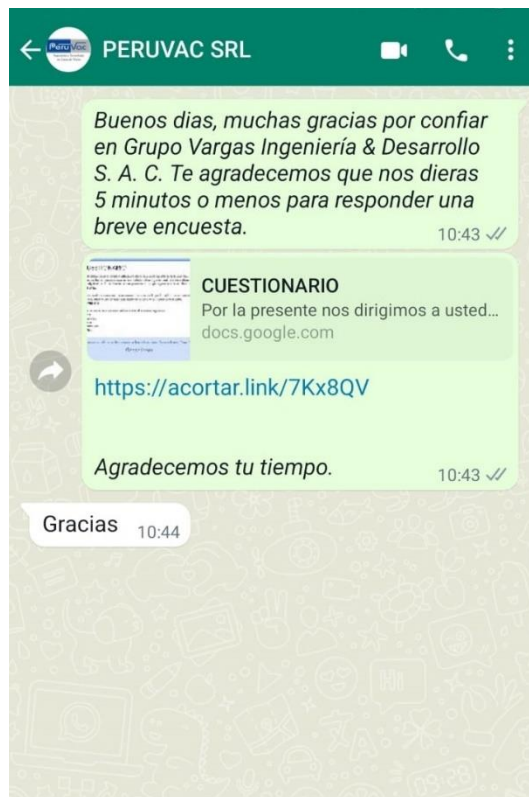 PeruVac
PERUVAC SRL
Buenos dias, muchas gracias por confiar
en Grupo Vargas Ingeniería & Desarrollo
S. A. C. Te agradecemos que nos dieras
5 minutos o menos para responder una
breve encuesta.
10:43
CUESTIONARIO
Por la presente nos dirigimos a usted...
docs.google.com
https://acortar.link/7Kx8QV
Agradecemos tu tiempo.
10:43
Gracias 10:44